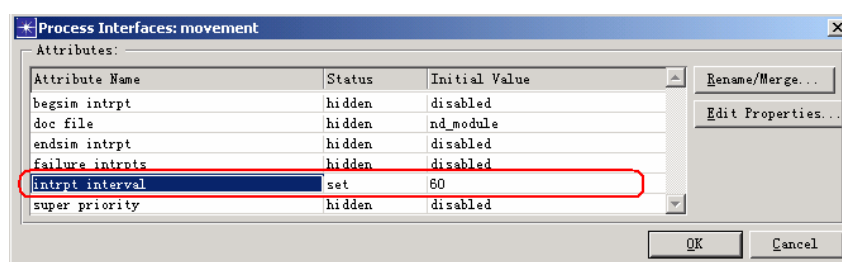 Process Interfaces: movement
Attributes:
Attribute Name Status Initial Value
begsim intrpt hidden disabled
doc file hidden nd_module
endsim intrpt hidden disabled
failure intrpts hidden disabled
intrpt interval set 60
super priority hidden disabled
Rename/Merge...
Edit Properties...
OK Cancel